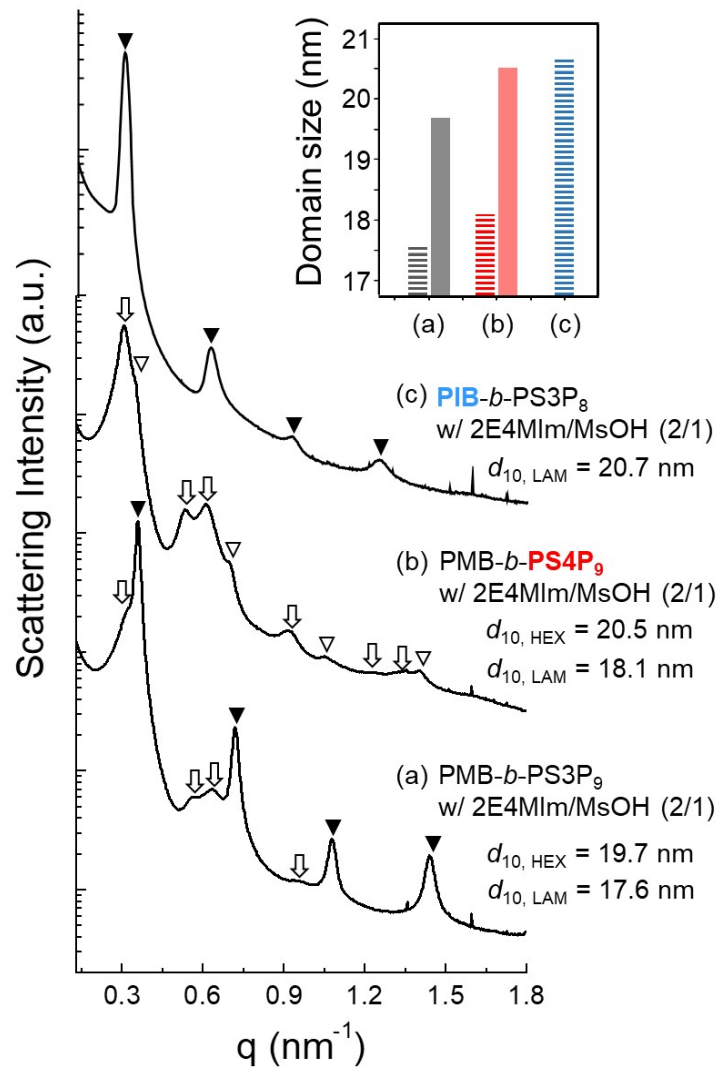 Scattering Intensity (a.u.)
Domain size (nm)
21
20
19
18
17
(a)
(b)
(c)
(c) PIB-b-PS3P8
w/ 2E4MIm/MsOH (2/1)
d10, LAM = 20.7 nm
(b) PMB-b-PS4P9
w/ 2E4MIm/MsOH (2/1)
d10, HEX = 20.5 nm
d10, LAM = 18.1 nm
(a) PMB-b-PS3P9
w/ 2E4MIm/MsOH (2/1)
d10, HEX = 19.7 nm
d10, LAM = 17.6 nm
0.3 0.6 0.9 1.2 1.5 1.8
q (nm-1)